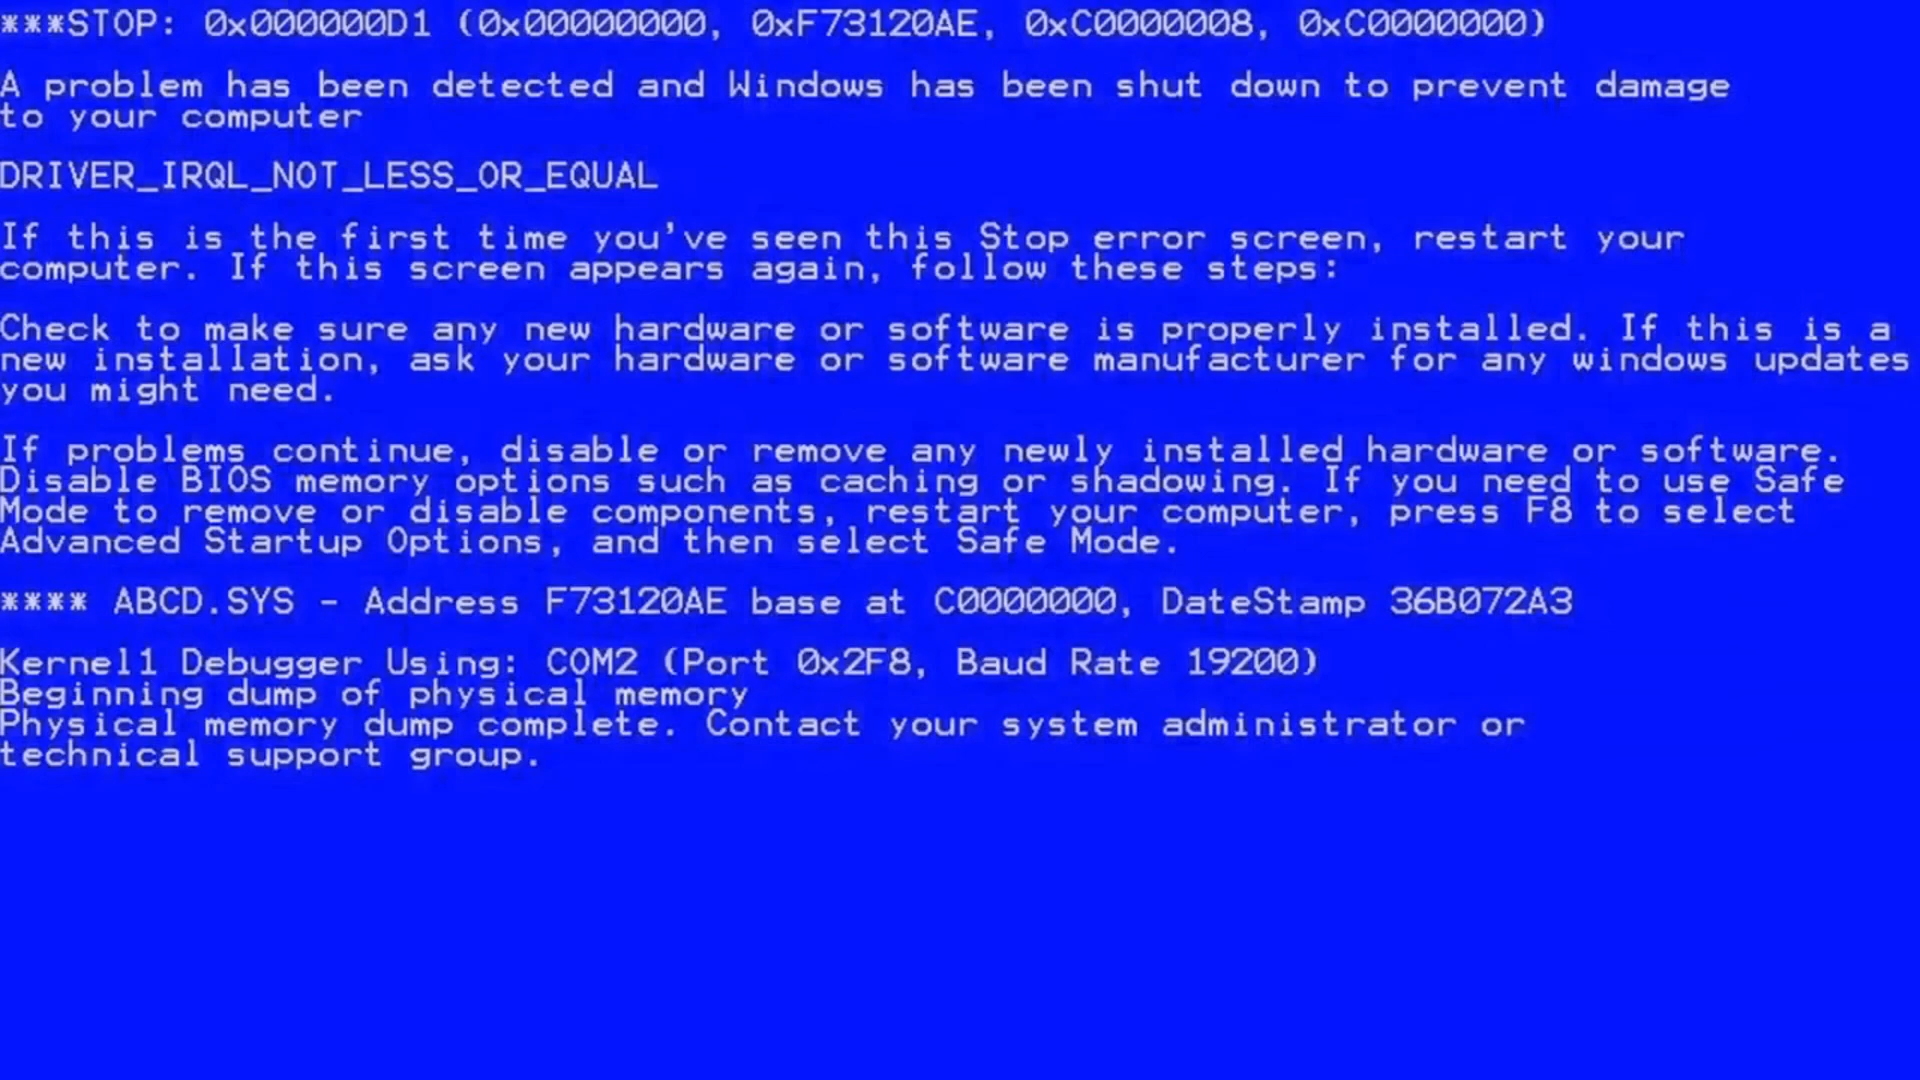 ***STOP: 0x000000D1 (0x00000000, 0xF73120AE, 0xC0000008, 0xC0000000)
A problem has been detected and Windows has been shut down to prevent damage
to your computer
DRIVER_IRQL_NOT_LESS_OR_EQUAL
If this is the first time you've seen this Stop error screen, restart your
computer. If this screen appears again, follow these steps:
Check to make sure any new hardware or software is properly installed. If this is a
new installation, ask your hardware or software manufacturer for any windows updates
you might need.
If problems continue, disable or remove any newly installed hardware or software.
Disable BIOS memory options such as caching or shadowing. If you need to use Safe
Mode to remove or disable components, restart your computer, press F8 to select
Advanced Startup Options, and then select Safe Mode.
**** ABCD.SYS - Address F73120AE base at C0000000, DateStamp 36B072A3
Kernel1 Debugger Using: COM2 (Port 0x2F8, Baud Rate 19200)
Beginning dump of physical memory
Physical memory dump complete. Contact your system administrator or
technical support group.